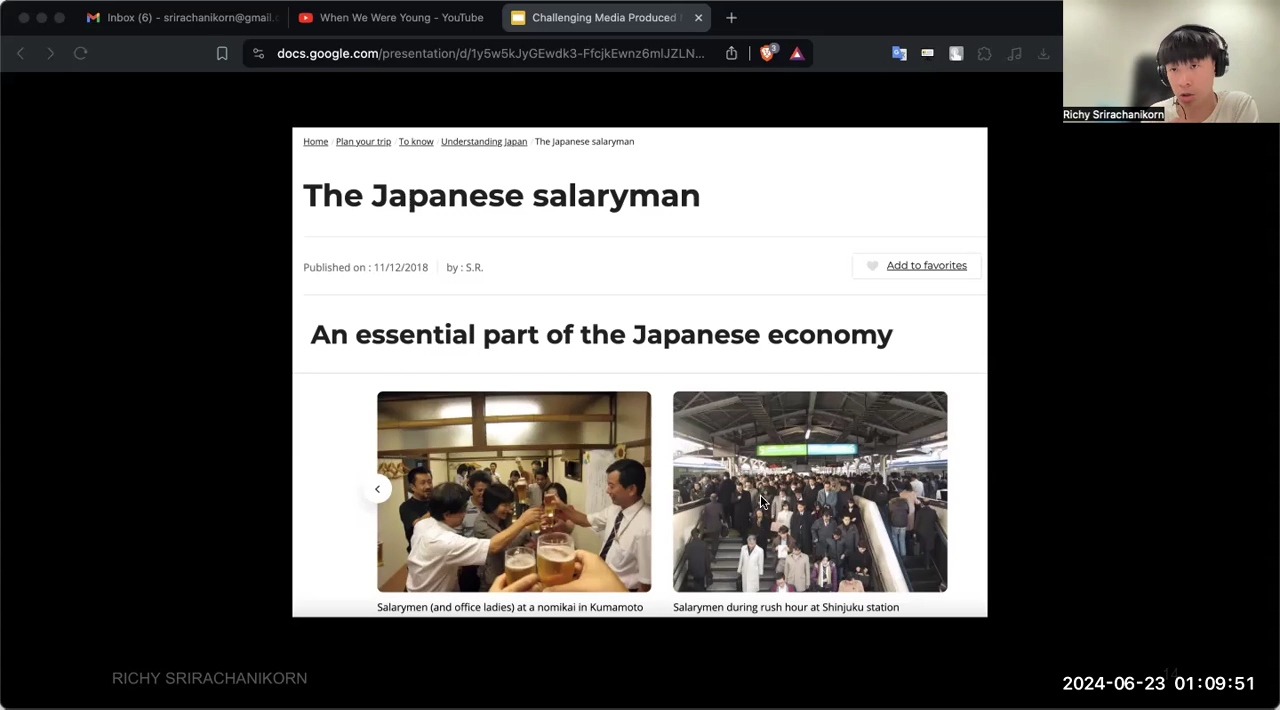 Inbox (6) - srirachanikorn@gmail.c
When We Were Young - YouTube
Challenging Media Produced
docs.google.com/presentation/d/1y5w5kJyGEwdk3-FfcjkEwnz6mIJZLN...
3
Richy Srirachanikorn
Home / Plan your trip / To know / Understanding Japan / The Japanese salaryman
The Japanese salaryman
Published on : 11/12/2018 | by : S.R.
Add to favorites
An essential part of the Japanese economy
Salarymen (and office ladies) at a nomikai in Kumamoto
Salarymen during rush hour at Shinjuku station
RICHY SRIRACHANIKORN
14
2024-06-23 01:09:51